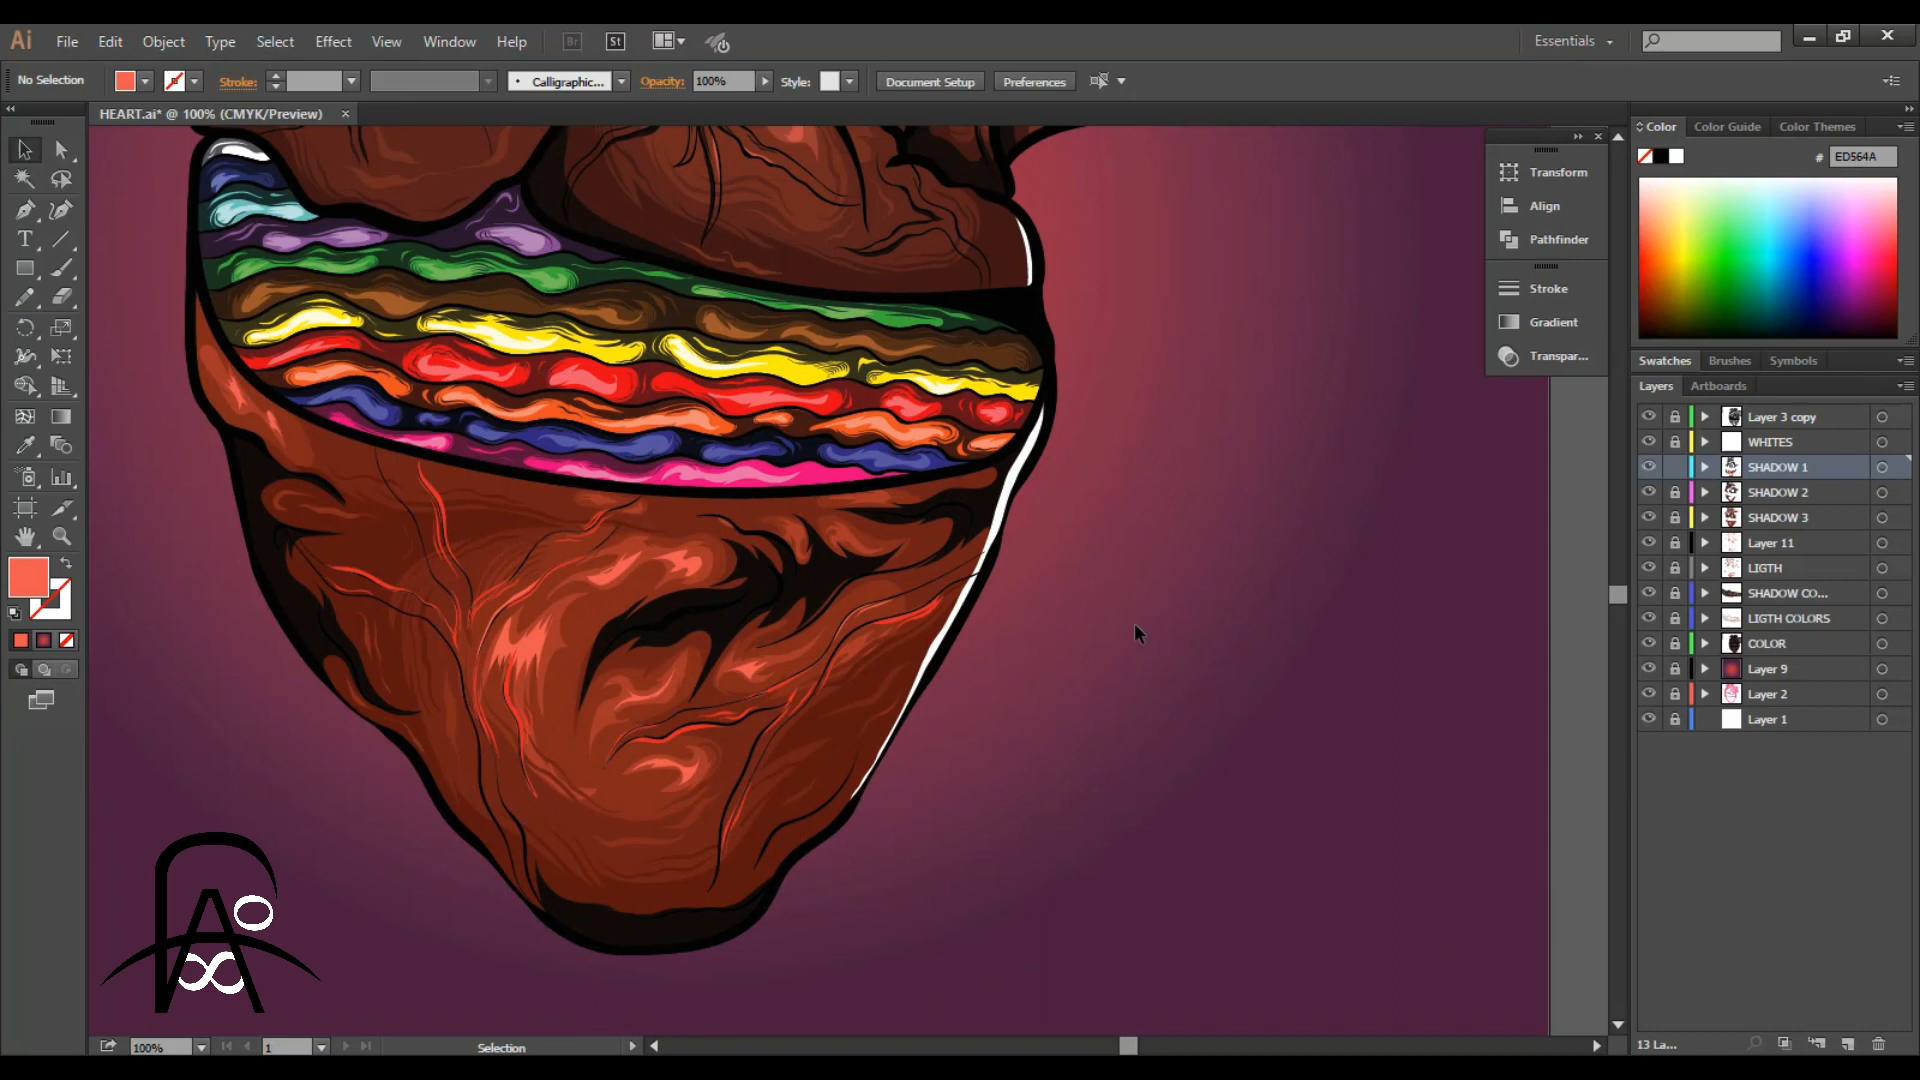 Ai File Edit Object Type Select Effect View Window Help Br St Essentials
No Selection Stroke: Calligraphic... Opacity: 100% Style: Document Setup Preferences
HEART.ai* @ 100% (CMYK/Preview)
Transform
Align
Pathfinder
Stroke
Gradient
Transpar...
Color Color Guide Color Themes
# ED564A
Swatches Brushes Symbols
Layers Artboards
Layer 3 copy
WHITES
SHADOW 1
SHADOW 2
SHADOW 3
Layer 11
LIGTH
SHADOW CO...
LIGTH COLORS
COLOR
Layer 9
Layer 2
Layer 1
13 La...
100% 1 Selection